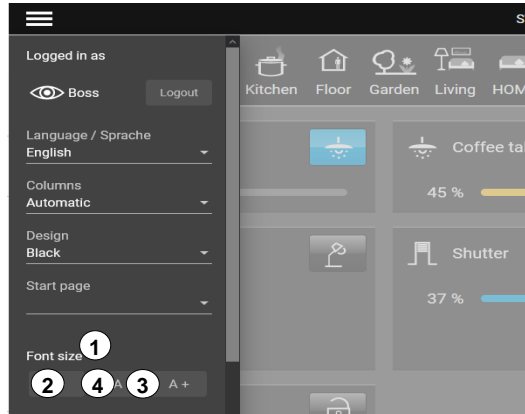 S
Logged in as
Boss
Logout
Kitchen Floor Garden Living HOM
Language / Sprache
English
Coffee tal
Columns
Automatic
45 %
Design
Black
Shutter
Start page
37 %
Font size
1
2 4 A 3 A +